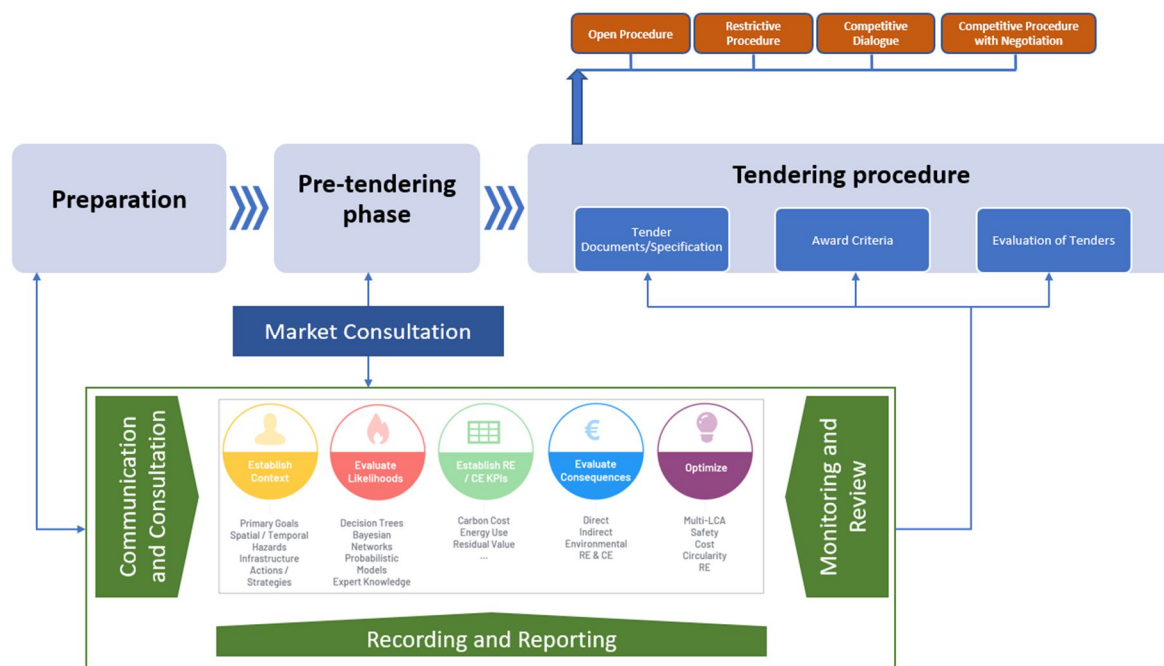 Open Procedure
Restrictive
Procedure
Competitive
Dialogue
Competitive Procedure
with Negotiation
Preparation
Pre-tendering
phase
Tendering procedure
Tender
Documents/Specification
Award Criteria
Evaluation of Tenders
Market Consultation
Communication
and Consultation
Establish
Context
Primary Goals
Spatial / Temporal
Hazards
Infrastructure
Actions /
Strategies
Evaluate
Likelihoods
Decision Trees
Bayesian
Networks
Probabilistic
Models
Expert Knowledge
Establish RE
/ CE KPIs
Carbon Cost
Energy Use
Residual Value
...
€
Evaluate
Consequences
Direct
Indirect
Environmental
RE & CE
Optimize
Multi-LCA
Safety
Cost
Circularity
RE
Monitoring and
Review
Recording and Reporting